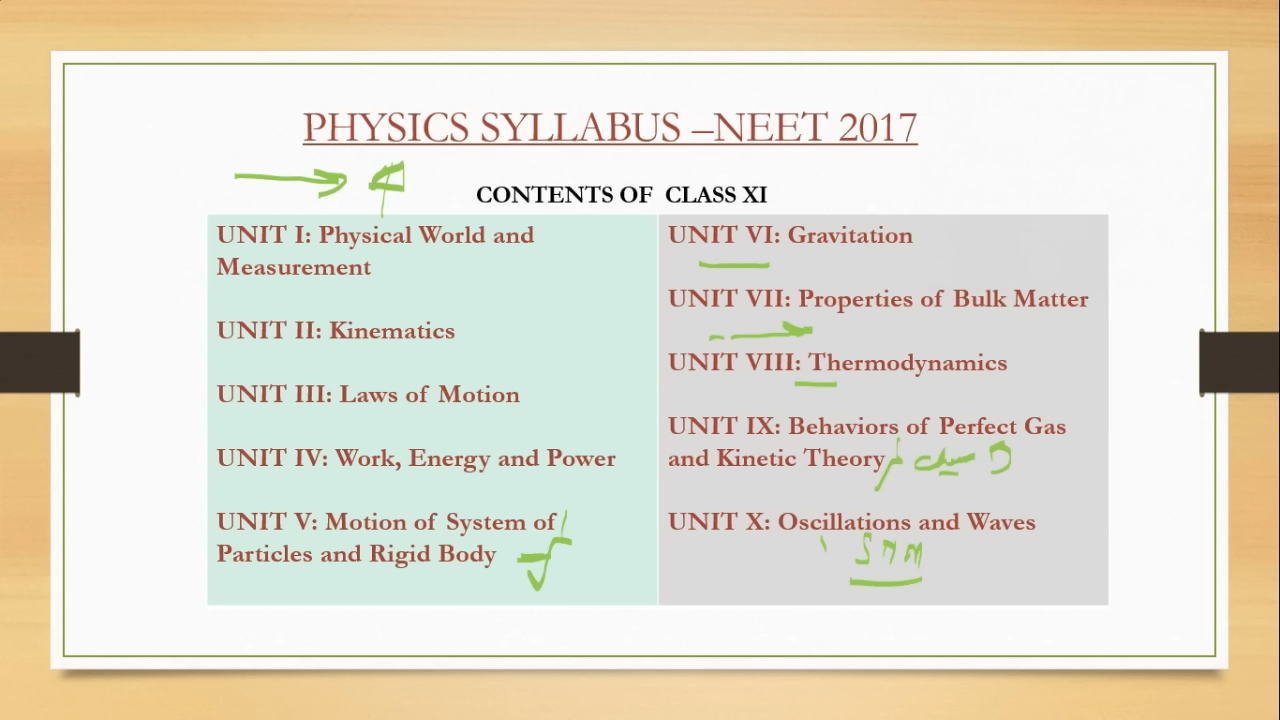 PHYSICS SYLLABUS –NEET 2017
CONTENTS OF CLASS XI
UNIT I: Physical World and
Measurement
UNIT II: Kinematics
UNIT III: Laws of Motion
UNIT IV: Work, Energy and Power
UNIT V: Motion of System of
Particles and Rigid Body
UNIT VI: Gravitation
UNIT VII: Properties of Bulk Matter
UNIT VIII: Thermodynamics
UNIT IX: Behaviors of Perfect Gas
and Kinetic Theory
UNIT X: Oscillations and Waves
SHM